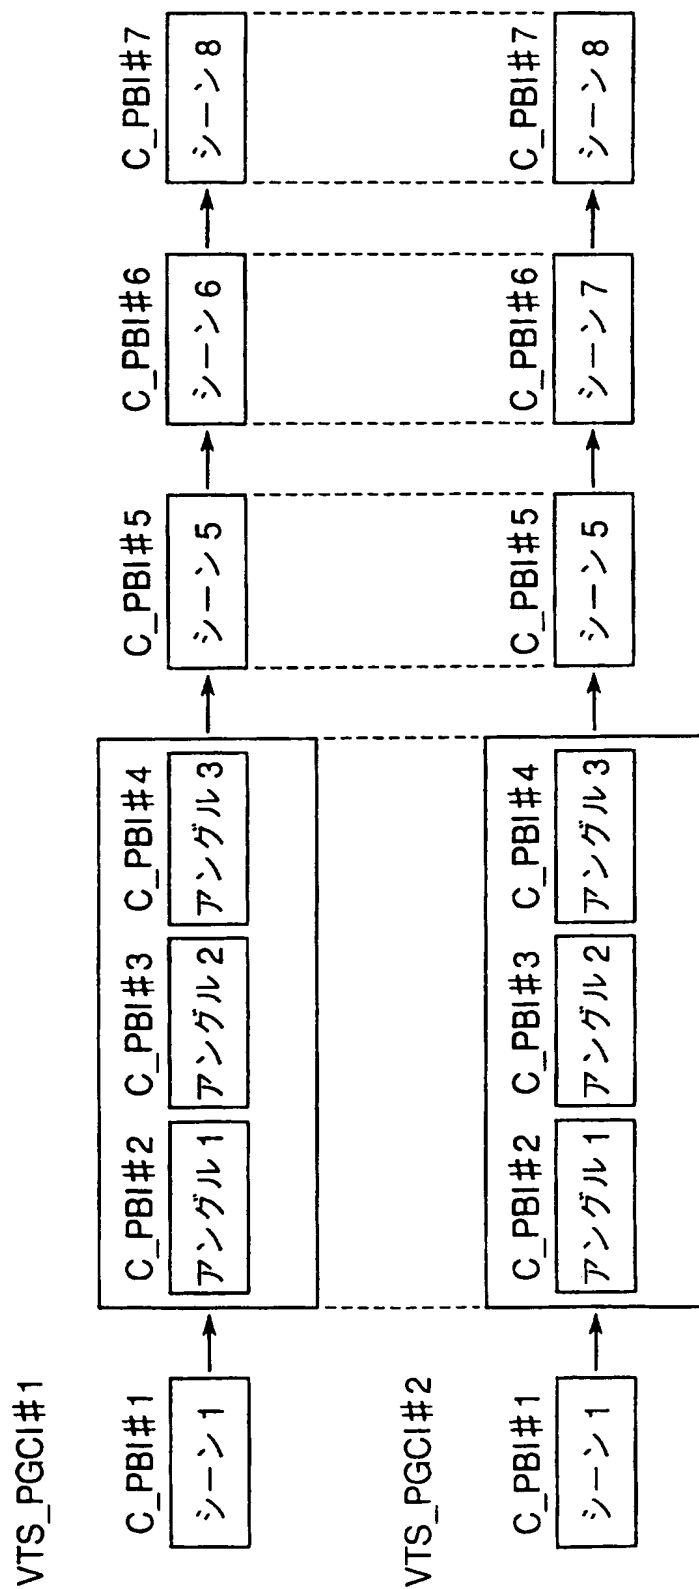 VTS_PGCI#1
C_PBI#1
シーン1
C_PBI#2
アングル1
C_PBI#3
アングル2
C_PBI#4
アングル3
C_PBI#5
シーン5
C_PBI#6
シーン6
C_PBI#7
シーン8
VTS_PGCI#2
C_PBI#1
シーン1
C_PBI#2
アングル1
C_PBI#3
アングル2
C_PBI#4
アングル3
C_PBI#5
シーン5
C_PBI#6
シーン7
C_PBI#7
シーン8